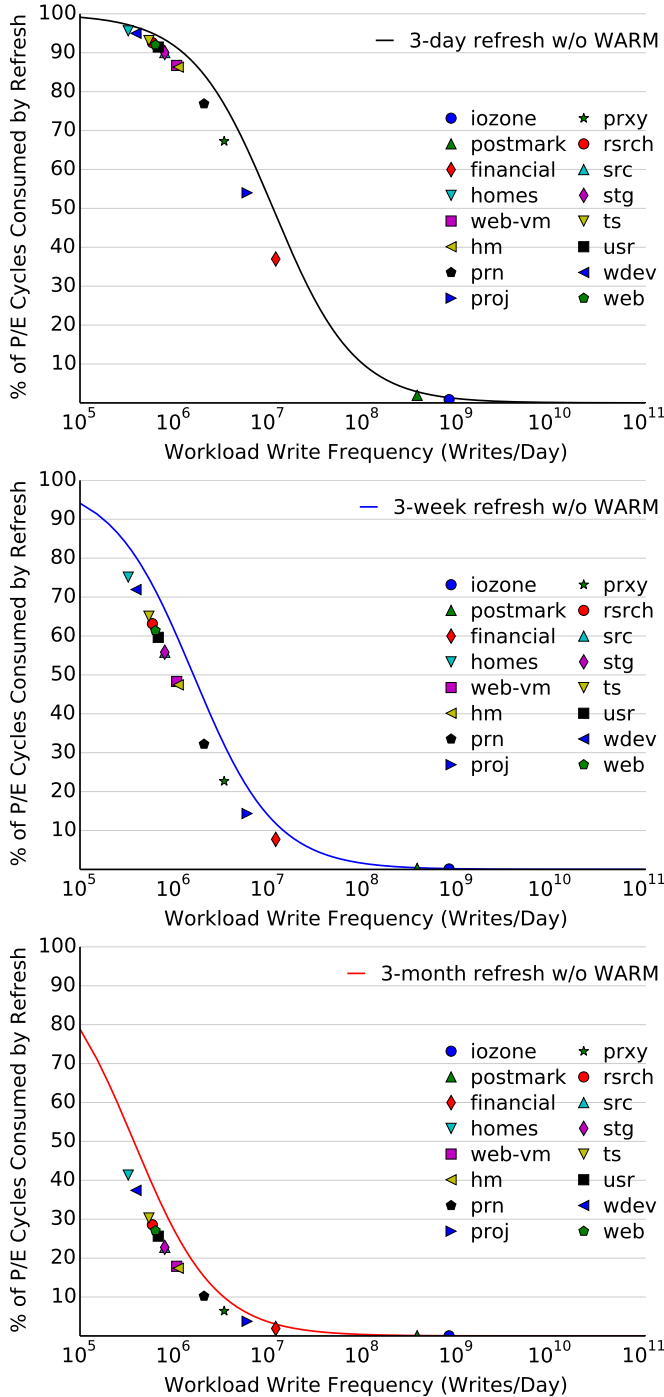 % of P/E Cycles Consumed by Refresh
100
90
80
70
60
50
40
30
20
10
3-day refresh w/o WARM
iozone prxy
postmark rsrch
financial src
homes stg
web-vm ts
hm usr
prn wdev
proj web
10^5 10^6 10^7 10^8 10^9 10^10 10^11
Workload Write Frequency (Writes/Day)
% of P/E Cycles Consumed by Refresh
100
90
80
70
60
50
40
30
20
10
3-week refresh w/o WARM
iozone prxy
postmark rsrch
financial src
homes stg
web-vm ts
hm usr
prn wdev
proj web
10^5 10^6 10^7 10^8 10^9 10^10 10^11
Workload Write Frequency (Writes/Day)
% of P/E Cycles Consumed by Refresh
100
90
80
70
60
50
40
30
20
10
3-month refresh w/o WARM
iozone prxy
postmark rsrch
financial src
homes stg
web-vm ts
hm usr
prn wdev
proj web
10^5 10^6 10^7 10^8 10^9 10^10 10^11
Workload Write Frequency (Writes/Day)